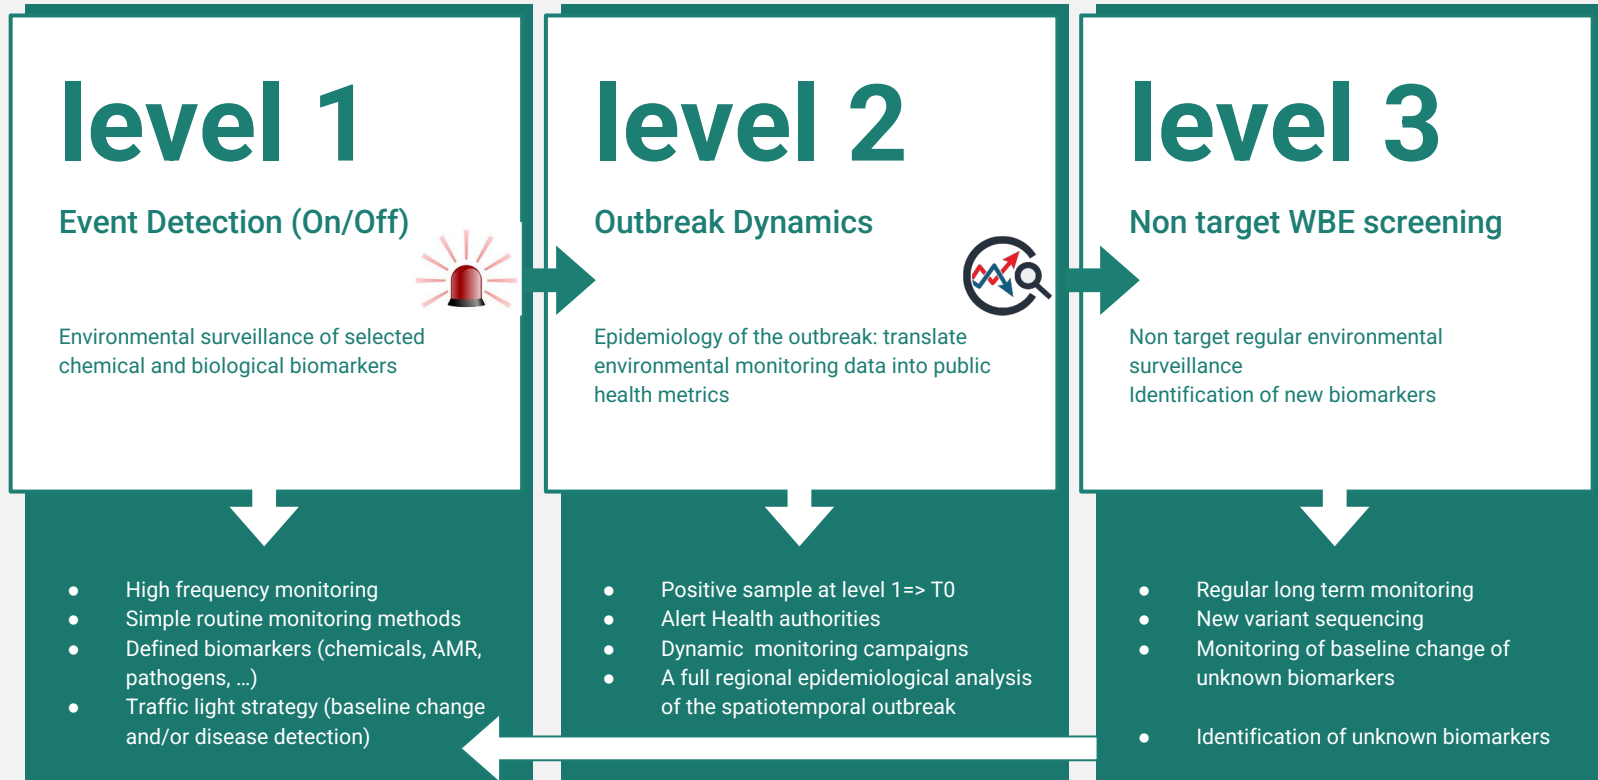 level 1
Event Detection (On/Off)
Environmental surveillance of selected
chemical and biological biomarkers
● High frequency monitoring
● Simple routine monitoring methods
● Defined biomarkers (chemicals, AMR,
pathogens, ...)
● Traffic light strategy (baseline change
and/or disease detection)
level 2
Outbreak Dynamics
Epidemiology of the outbreak: translate
environmental monitoring data into public
health metrics
● Positive sample at level 1=> T0
● Alert Health authorities
● Dynamic  monitoring campaigns
● A full regional epidemiological analysis
of the spatiotemporal outbreak
level 3
Non target WBE screening
Non target regular environmental
surveillance
Identification of new biomarkers
● Regular long term monitoring
● New variant sequencing
● Monitoring of baseline change of
unknown biomarkers
● Identification of unknown biomarkers